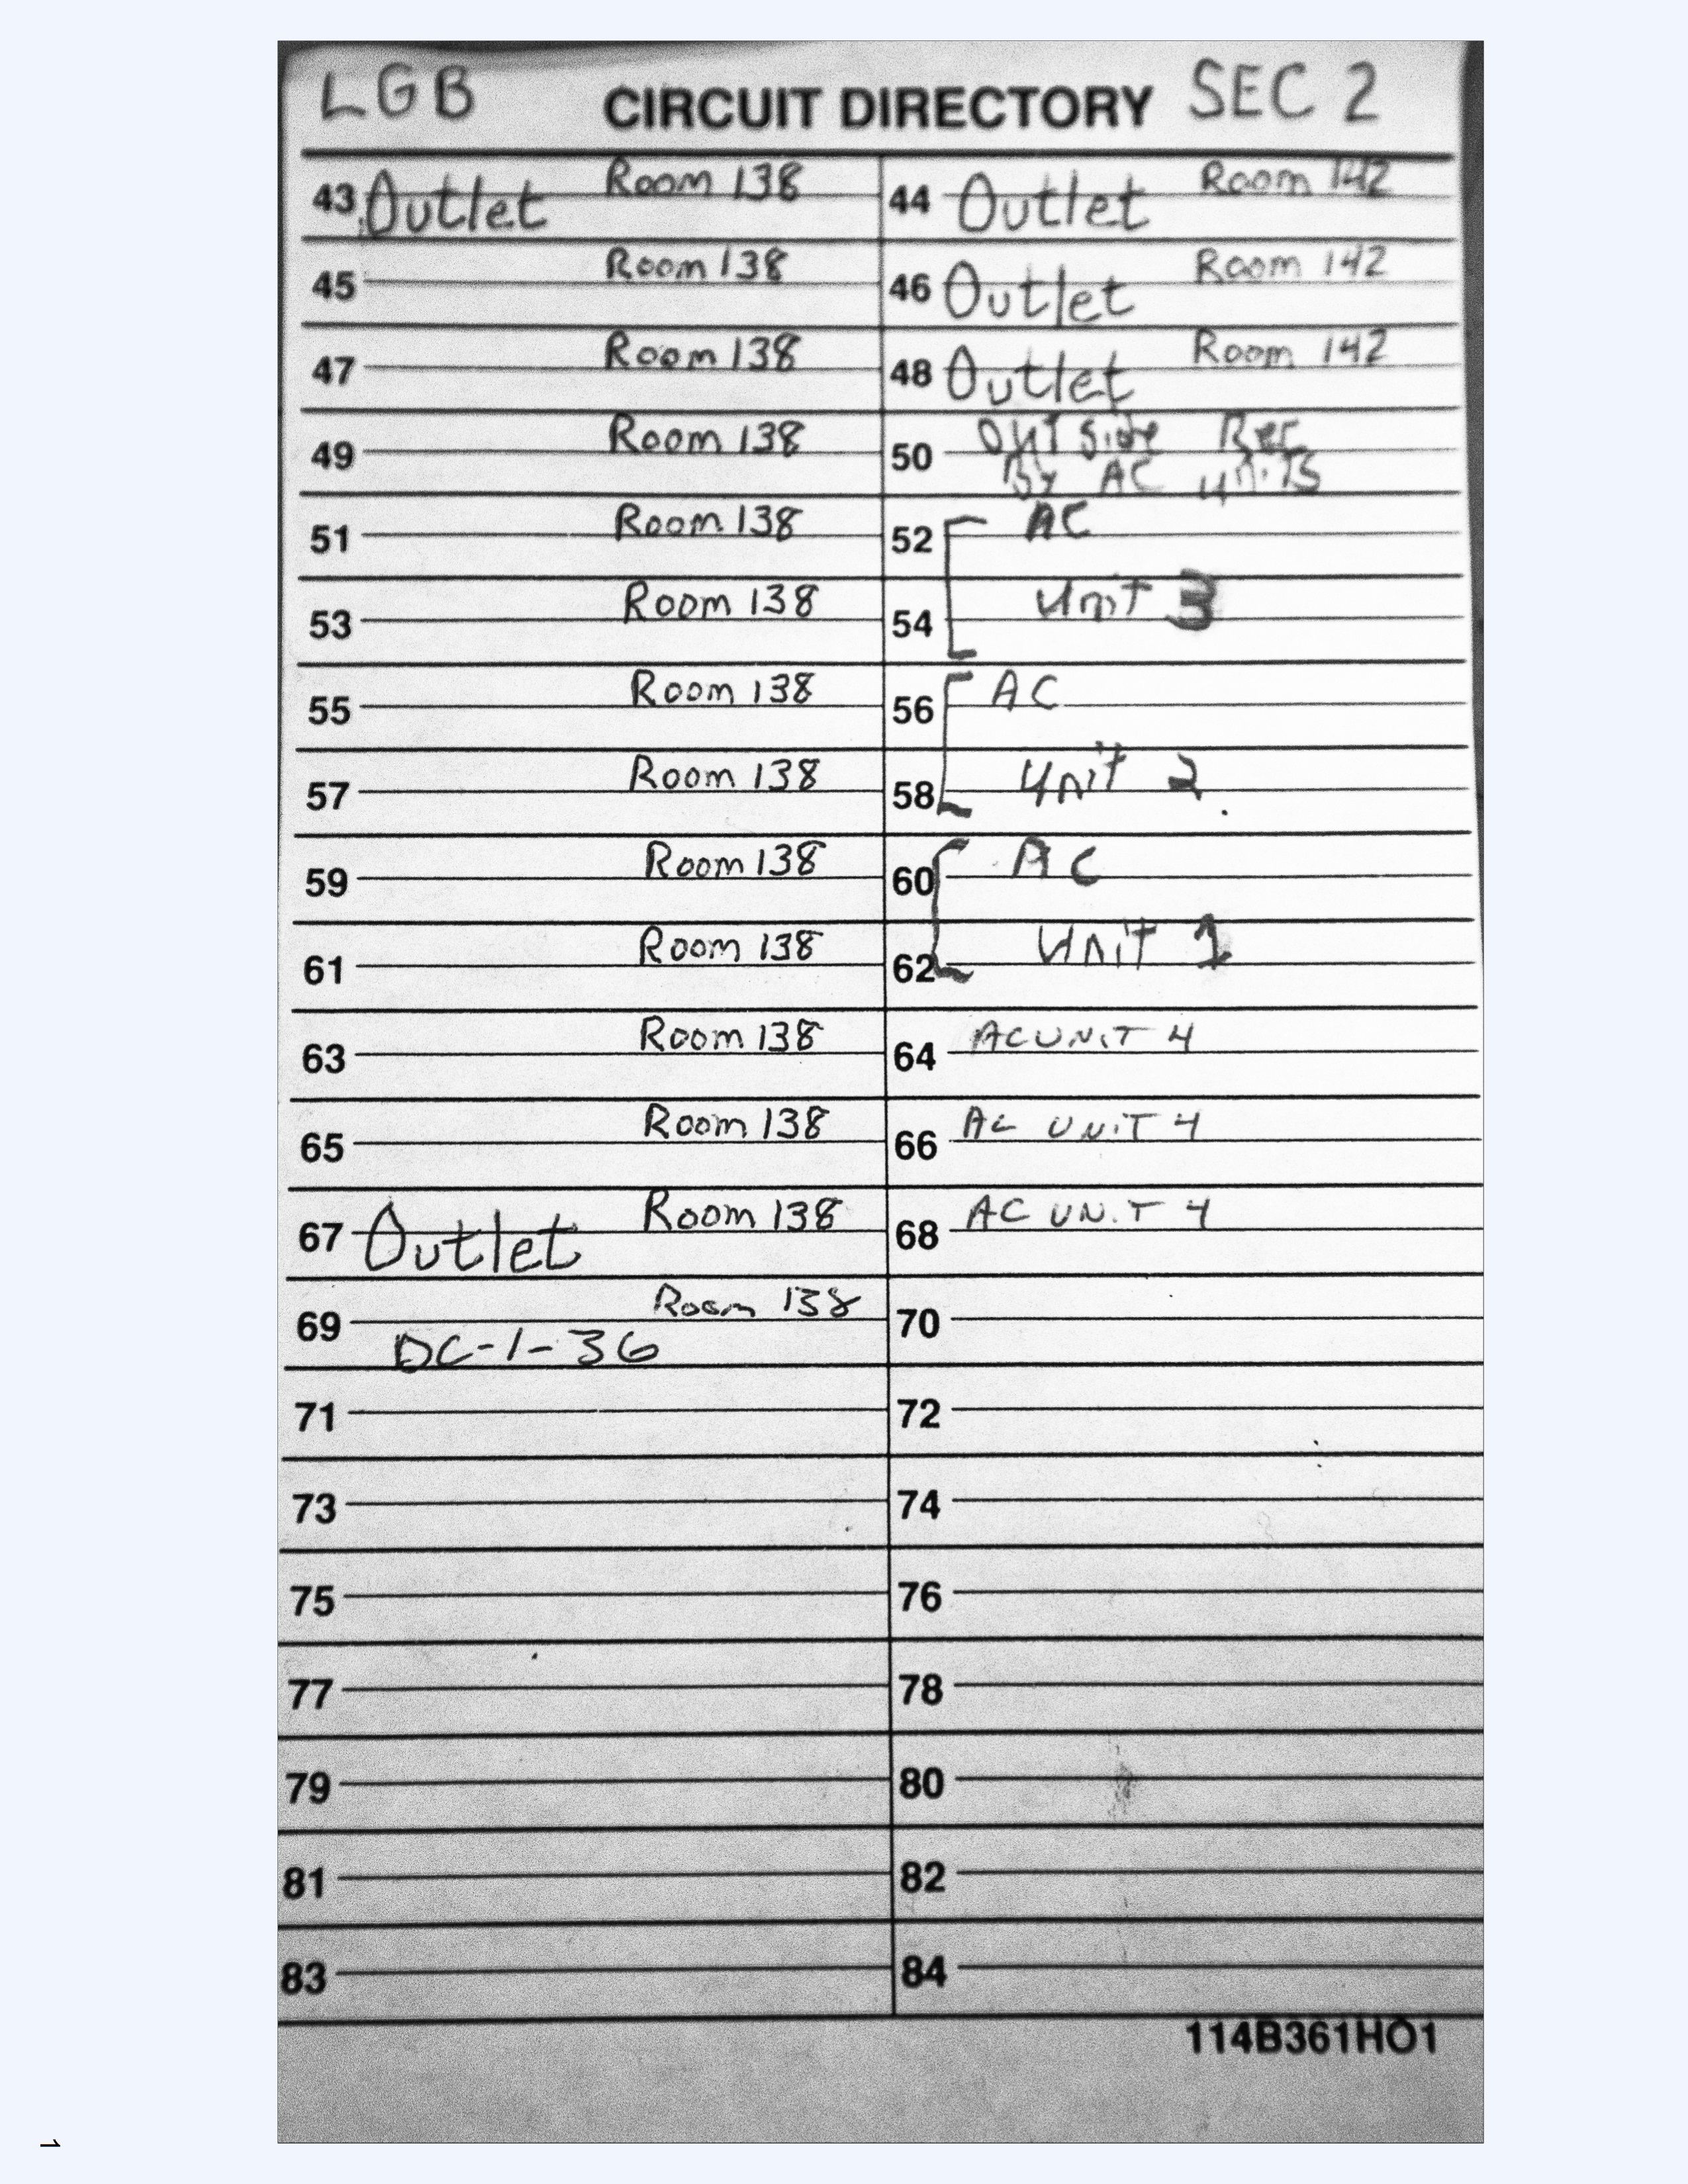 LGB CIRCUIT DIRECTORY SEC 2
43 Outlet Room 138 44 Outlet Room 142
45 Room 138 46 Outlet Room 142
47 Room 138 48 Outlet Room 142
49 Room 138 50 Outside Rec
By AC units
51 Room 138 52 AC
53 Room 138 54 Unit 3
55 Room 138 56 AC
57 Room 138 58 Unit 2
59 Room 138 60 AC
61 Room 138 62 Unit 1
63 Room 138 64 AC UNIT 4
65 Room 138 66 AC UNIT 4
67 Outlet Room 138 68 AC UNIT 4
69 Room 138 70
DC-1-36
71 72
73 74
75 76
77 78
79 80
81 82
83 84
114B361HO1
1